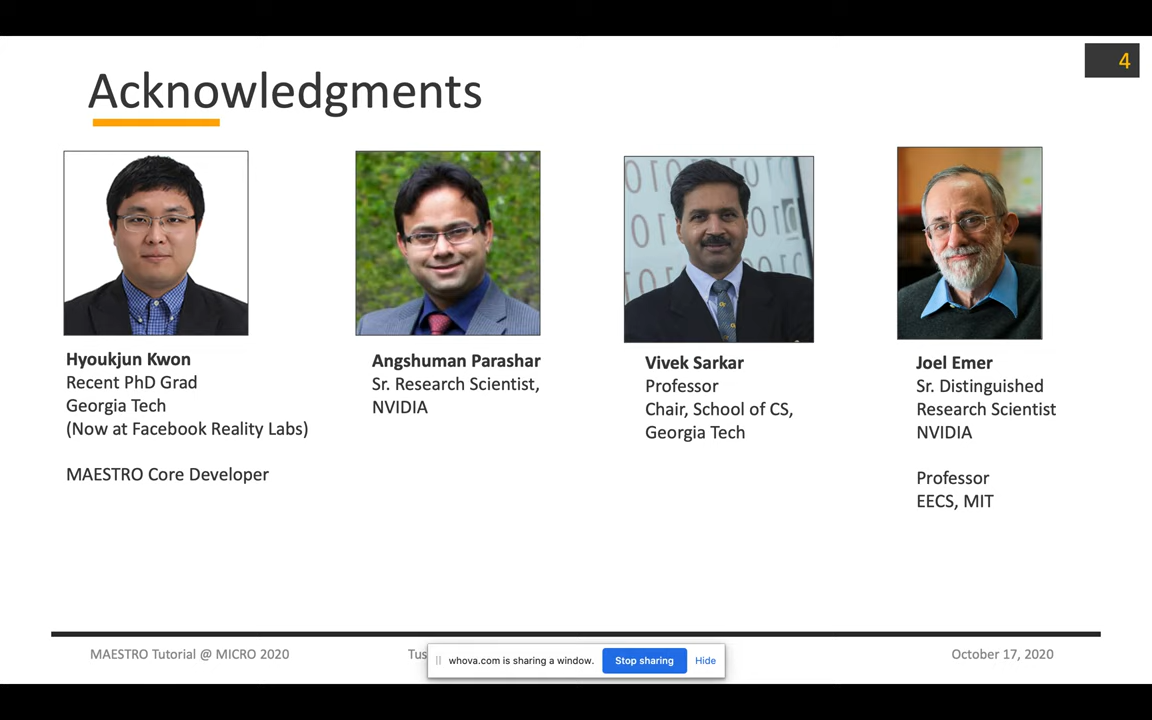 4
Acknowledgments
Hyoukjun Kwon
Recent PhD Grad
Georgia Tech
(Now at Facebook Reality Labs)
MAESTRO Core Developer
Angshuman Parashar
Sr. Research Scientist,
NVIDIA
Vivek Sarkar
Professor
Chair, School of CS,
Georgia Tech
Joel Emer
Sr. Distinguished
Research Scientist
NVIDIA
Professor
EECS, MIT
MAESTRO Tutorial @ MICRO 2020
October 17, 2020
whova.com is sharing a window.
Stop sharing
Hide